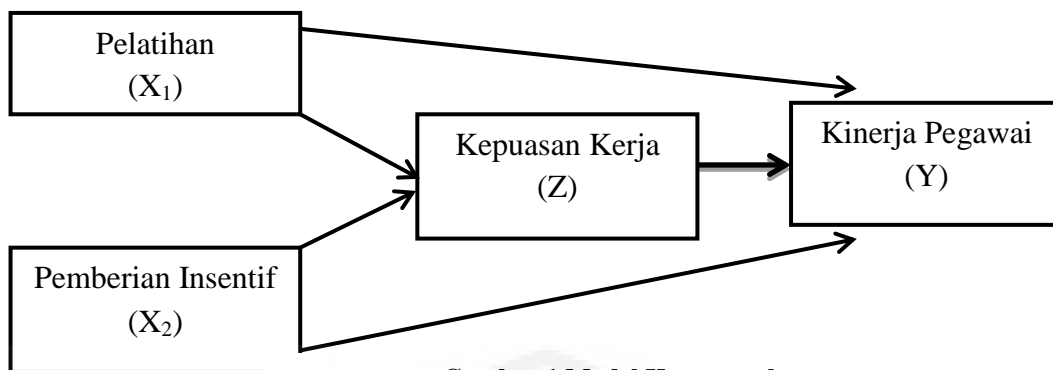 Pelatihan
(X₁)
Kepuasan Kerja
(Z)
Kinerja Pegawai
(Y)
Pemberian Insentif
(X₂)